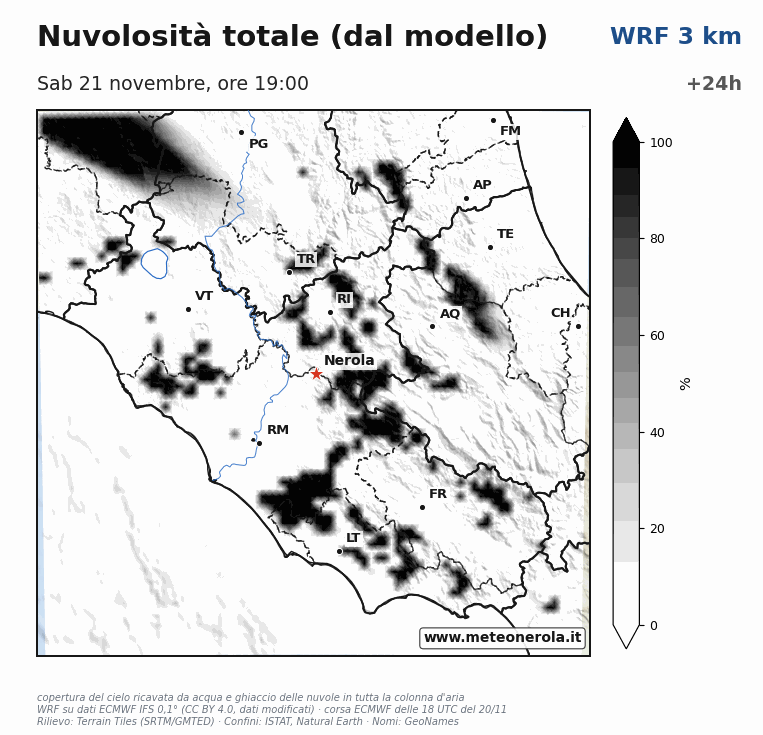 Nuvolosità totale (dal modello)
WRF 3 km
Sab 21 novembre, ore 19:00
+24h
FM
PG
AP
TE
TR
VT
RI
AQ
CH.
Nerola
RM
FR
LT
100
80
60
40
20
0
%
www.meteonerola.it
copertura del cielo ricavata da acqua e ghiaccio delle nuvole in tutta la colonna d'aria
WRF su dati ECMWF IFS 0,1° (CC BY 4.0, dati modificati) · corsa ECMWF delle 18 UTC del 20/11
Rilievo: Terrain Tiles (SRTM/GMTED) · Confini: ISTAT, Natural Earth · Nomi: GeoNames